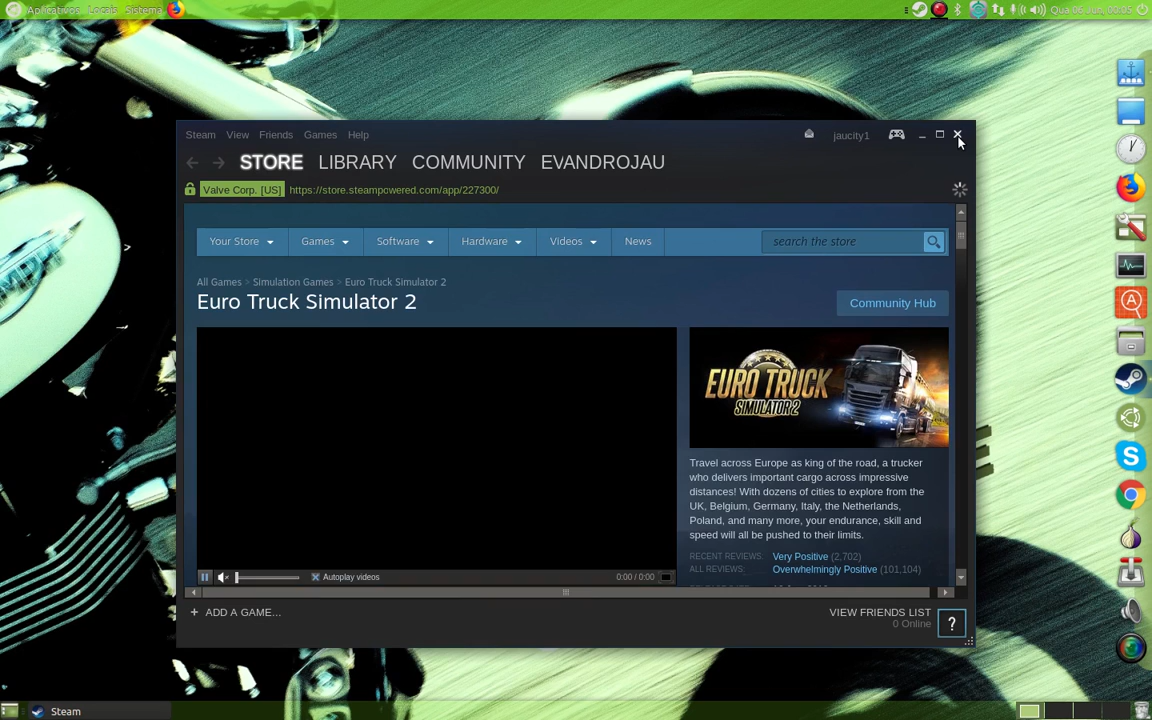 Aplicativos Locais Sistema
Qua 06 Jun, 00:05
Steam View Friends Games Help
jaucity1
STORE LIBRARY COMMUNITY EVANDROJAU
Valve Corp. [US] https://store.steampowered.com/app/227300/
Your Store Games Software Hardware Videos News search the store
All Games > Simulation Games > Euro Truck Simulator 2
Euro Truck Simulator 2
Community Hub
EURO TRUCK
SIMULATOR 2
Travel across Europe as king of the road, a trucker
who delivers important cargo across impressive
distances! With dozens of cities to explore from the
UK, Belgium, Germany, Italy, the Netherlands,
Poland, and many more, your endurance, skill and
speed will all be pushed to their limits.
RECENT REVIEWS: Very Positive (2,702)
ALL REVIEWS: Overwhelmingly Positive (101,104)
Autoplay videos 0:00 / 0:00
+ ADD A GAME...
VIEW FRIENDS LIST
0 Online
?
Steam